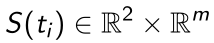 S(tᵢ) ∈ ℝ² × ℝᵐ